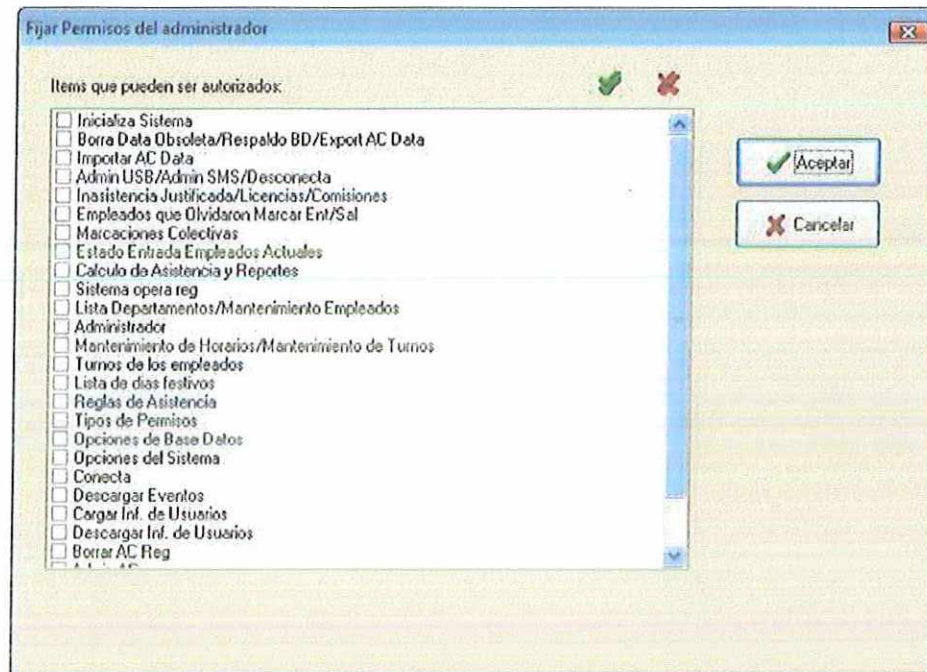 Fijar Permisos del administrador
Items que pueden ser autorizados:
Inicializa Sistema
Borra Data Obsoleta/Respaldo BD/Export AC Data
Importar AC Data
Admin USB/Admin SMS/Desconecta
Inasistencia Justificada/Licencias/Comisiones
Empleados que Olvidaron Marcar Ent/Sal
Marcaciones Colectivas
Estado Entrada Empleados Actuales
Calculo de Asistencia y Reportes
Sistema opera reg
Lista Departamentos/Mantenimiento Empleados
Administrador
Mantenimiento de Horarios/Mantenimiento de Turnos
Turnos de los empleados
Lista de dias festivos
Reglas de Asistencia
Tipos de Permisos
Opciones de Base Datos
Opciones del Sistema
Conecta
Descargar Eventos
Cargar Inf. de Usuarios
Descargar Inf. de Usuarios
Borrar AC Reg
Aceptar
Cancelar